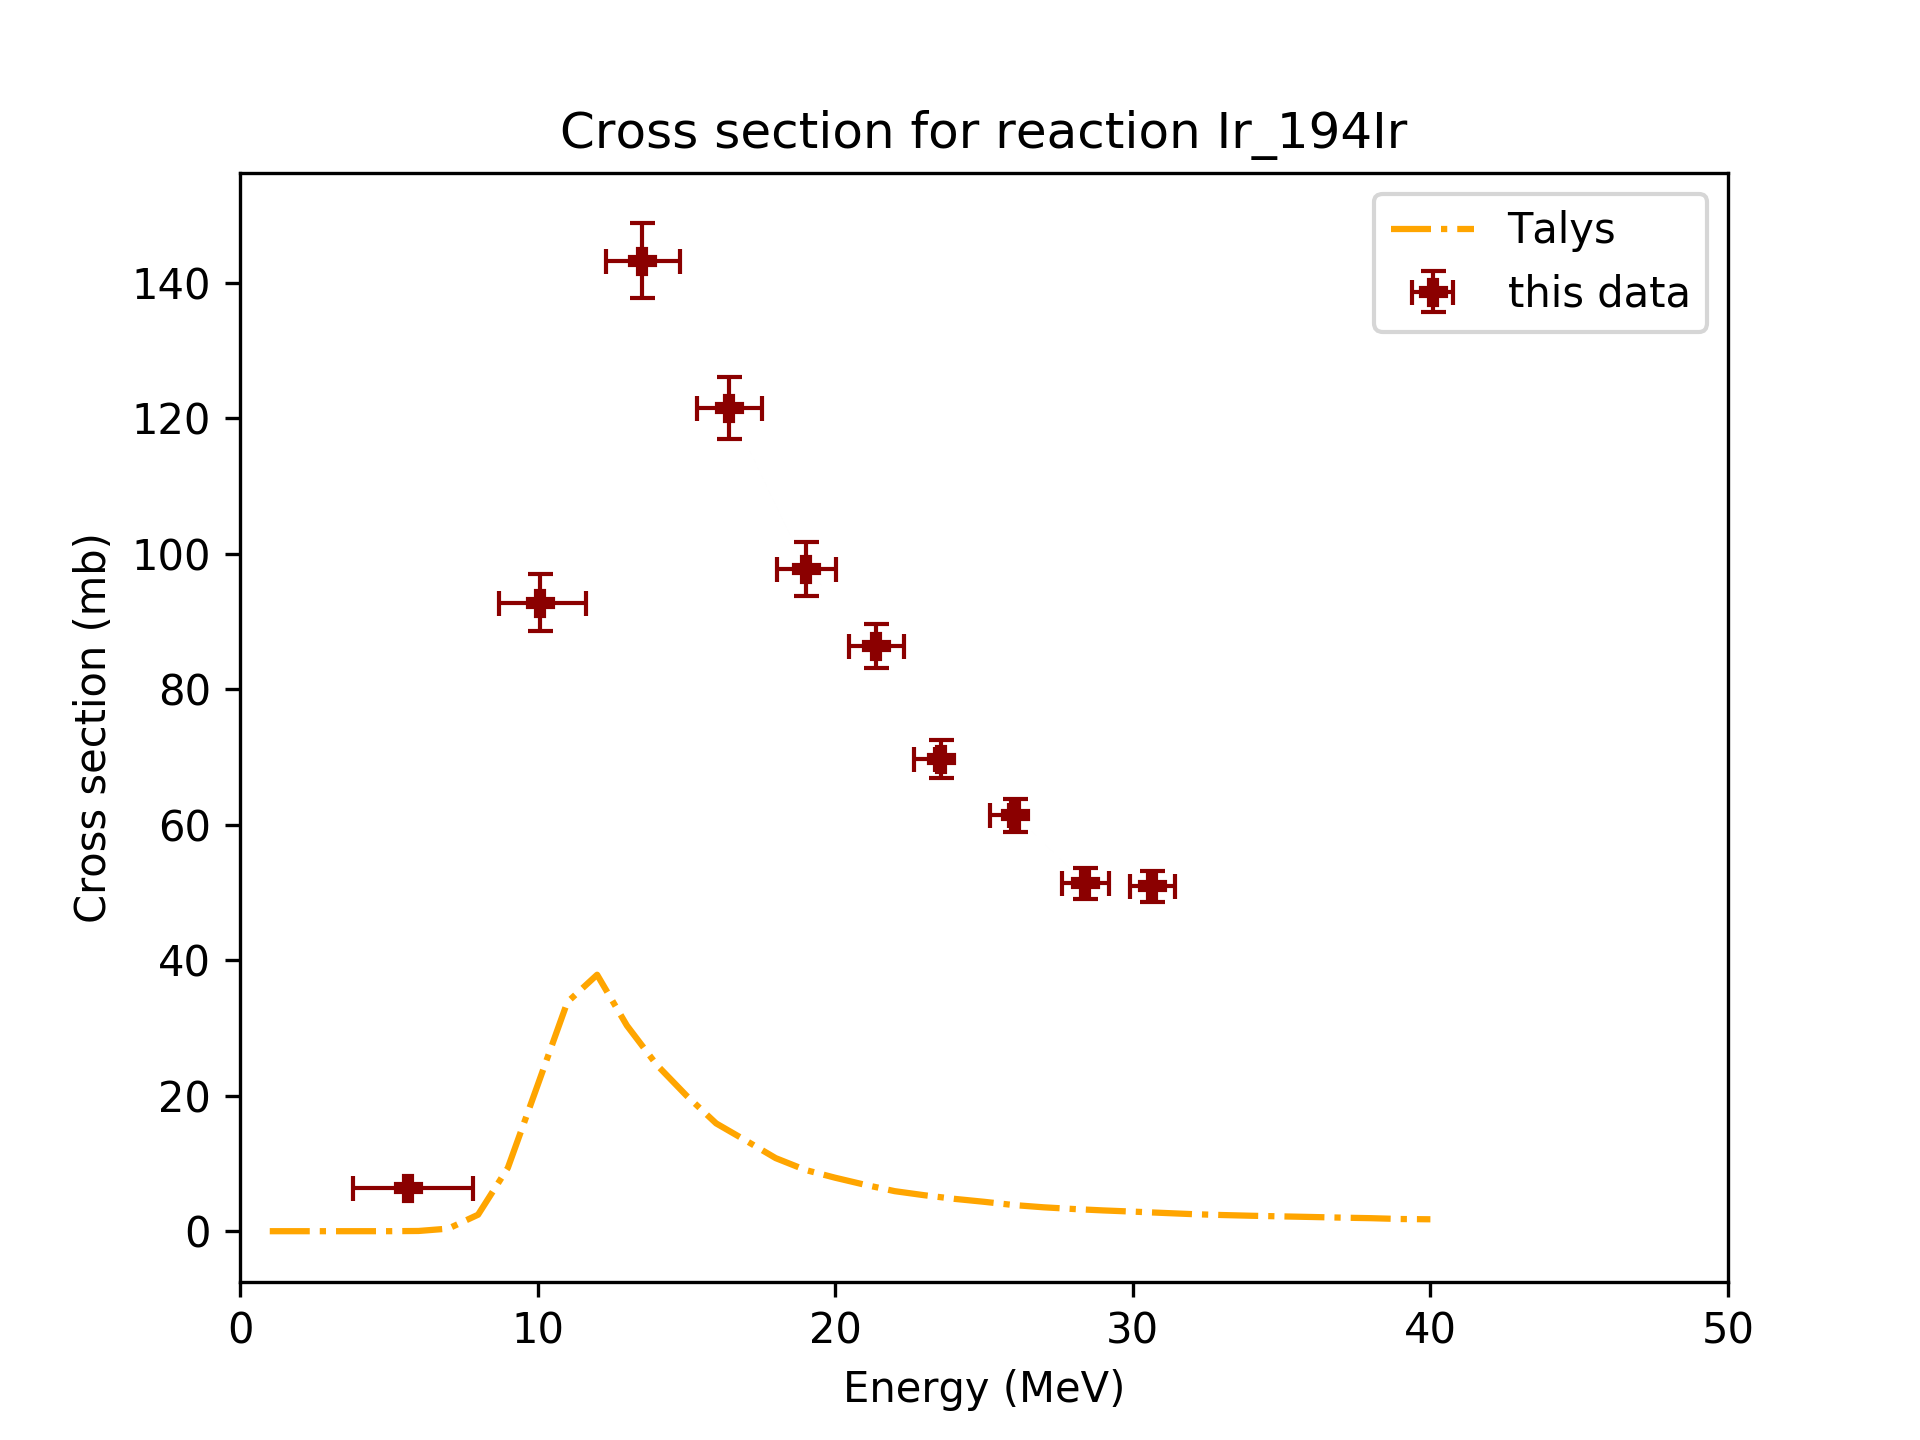 Cross section for reaction Ir_194Ir
Talys
this data
Cross section (mb)
140
120
100
80
60
40
20
0
0 10 20 30 40 50
Energy (MeV)